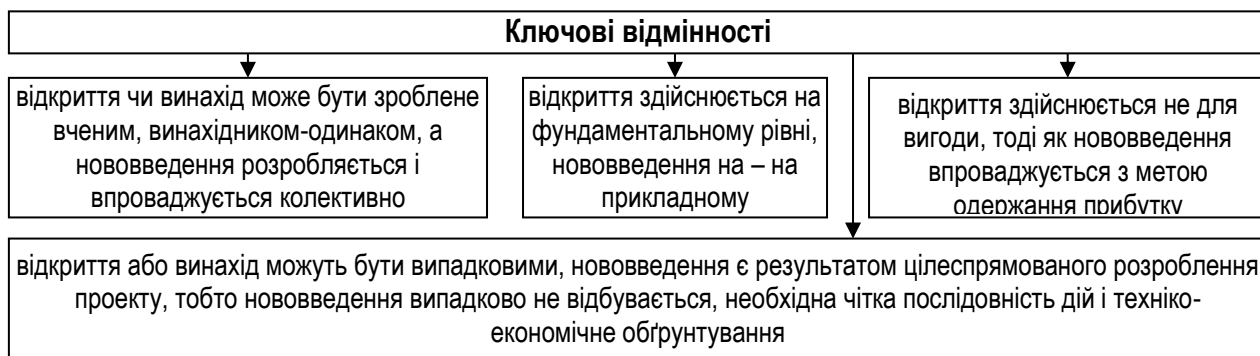 Ключові відмінності
відкриття чи винахід може бути зроблене
вченим, винахідником-одинаком, а
нововведення розробляється і
впроваджується колективно
відкриття здійснюється на
фундаментальному рівні,
нововведення на – на
прикладному
відкриття здійснюється не для
вигоди, тоді як нововведення
впроваджується з метою
одержання прибутку
відкриття або винахід можуть бути випадковими, нововведення є результатом цілеспрямованого розроблення
проекту, тобто нововведення випадково не відбувається, необхідна чітка послідовність дій і техніко-
економічне обґрунтування